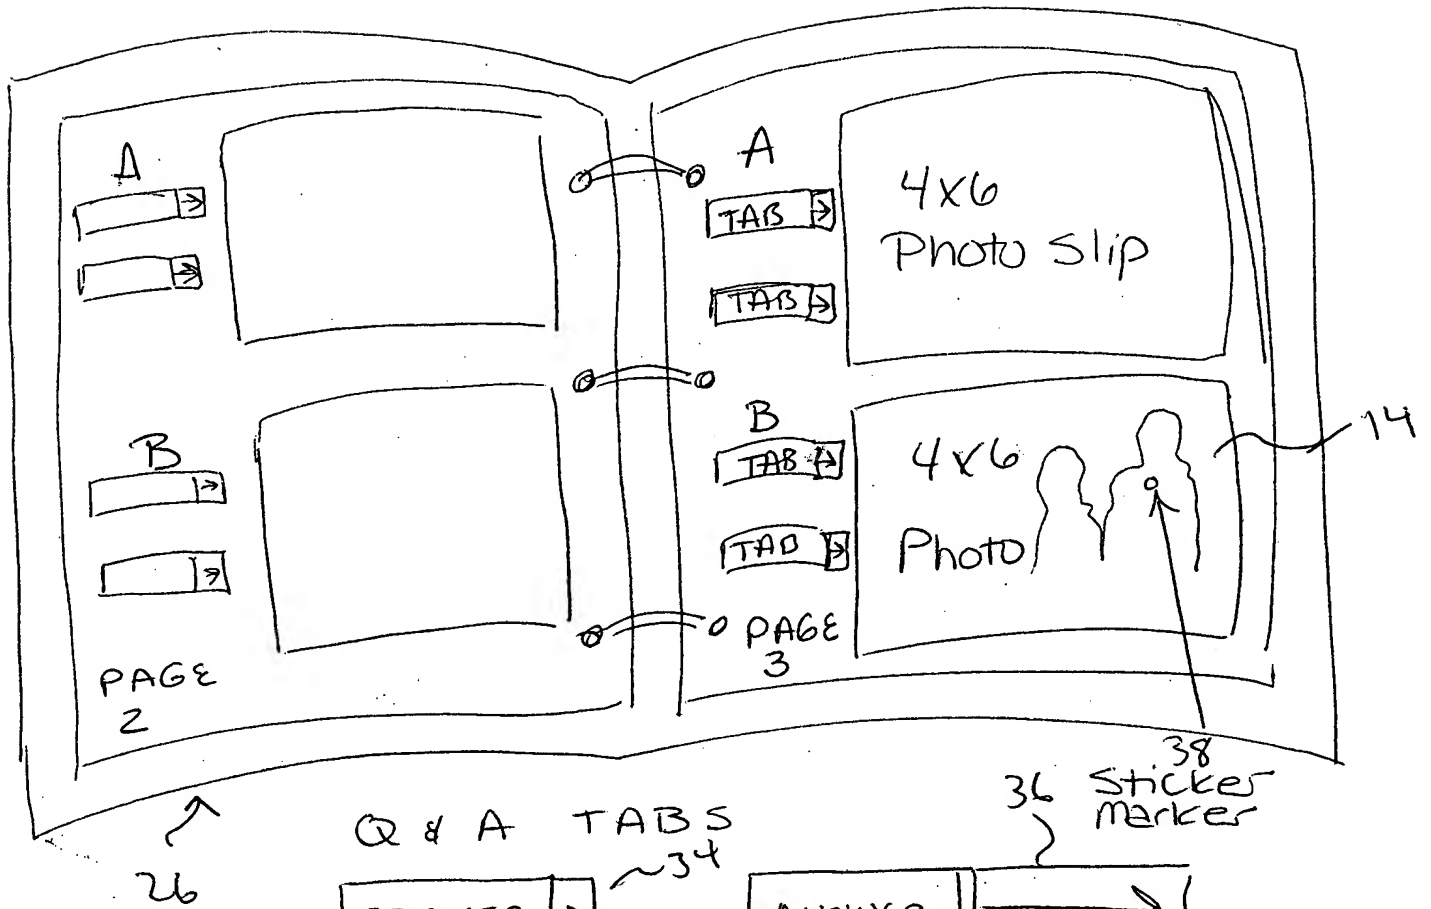 A
B
PAGE
2
A
TAB
TAB
4x6
Photo Slip
B
TAB
TAB
4x6
Photo
PAGE
3
14
38
Sticker
Marker
26
Q & A TABS
34
36
ANSWER